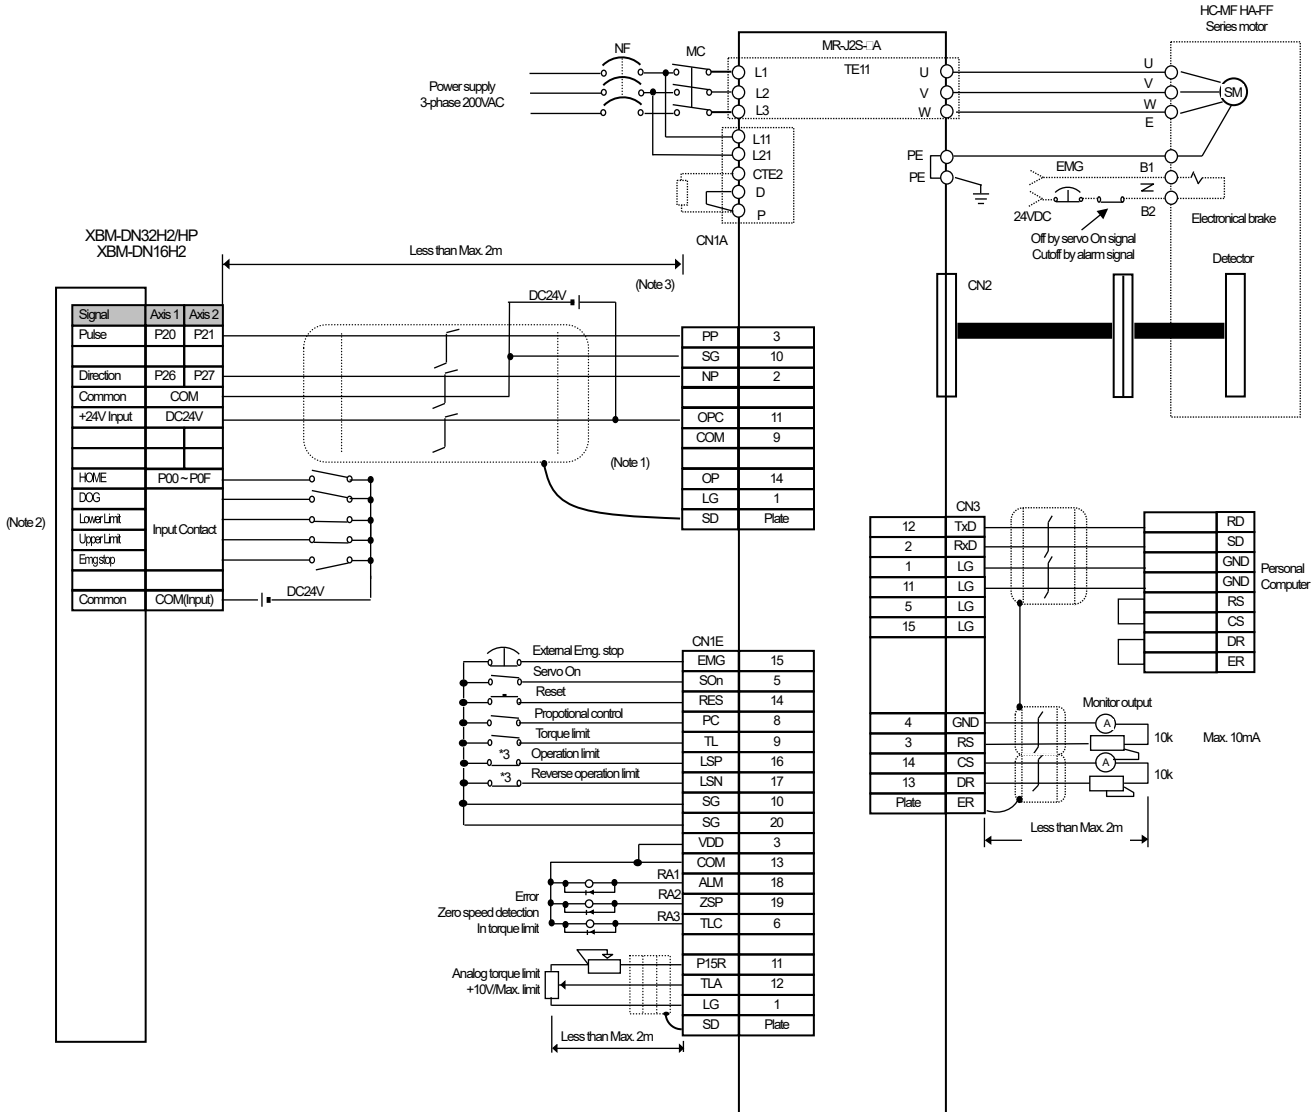 HC-MF HA-FF
Series motor
MR-J2S-□A
TE11
NF
MC
Power supply
3-phase 200VAC
L1
L2
L3
U
V
W
U
V
W
E
SM
L11
L21
CTE2
D
P
PE
PE
EMG
B1
B2
24VDC
Electronical brake
Off by servo On signal
Cutoff by alarm signal
Detector
CN1A
CN2
XBM-DN32H2/HP
XBM-DN16H2
Less than Max. 2m
(Note 3)
DC24V
Signal Axis 1 Axis 2
Pulse P20 P21
Direction P26 P27
Common COM
+24V Input DC24V
HOME P00 ~ P0F
DOG
Lower Limit
Upper Limit
Emg stop
Input Contact
Common COM(Input)
DC24V
(Note 2)
(Note 1)
PP 3
SG 10
NP 2
OPC 11
COM 9
OP 14
LG 1
SD Plate
CN3
12 TxD
2 RxD
1 LG
11 LG
5 LG
15 LG
4 GND
3 RS
14 CS
13 DR
Plate ER
RD
SD
GND
GND
RS
CS
DR
ER
Personal
Computer
Monitor output
A
10k
A
10k
Max. 10mA
Less than Max. 2m
CN1E
External Emg. stop
Servo On
Reset
Propotional control
Torque limit
*3 Operation limit
*3 Reverse operation limit
EMG 15
SOn 5
RES 14
PC 8
TL 9
LSP 16
LSN 17
SG 10
SG 20
VDD 3
COM 13
ALM 18
ZSP 19
TLC 6
P15R 11
TLA 12
LG 1
SD Plate
RA1
RA2
RA3
Error
Zero speed detection
In torque limit
Analog torque limit
+10V/Max. limit
Less than Max. 2m